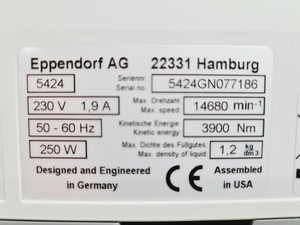 Eppendorf AG 22331 Hamburg
5424 Seriennr. Serial no. 5424GN077186
230 V 1,9 A Max. Drehzahl Max. speed 14680 min-1
50 - 60 Hz Kinetische Energie Kinetic energy 3900 Nm
250 W Max. Dichte des Füllgutes Max. density of liquid: 1,2 kg dm3
Designed and Engineered CE Assembled
in Germany in USA